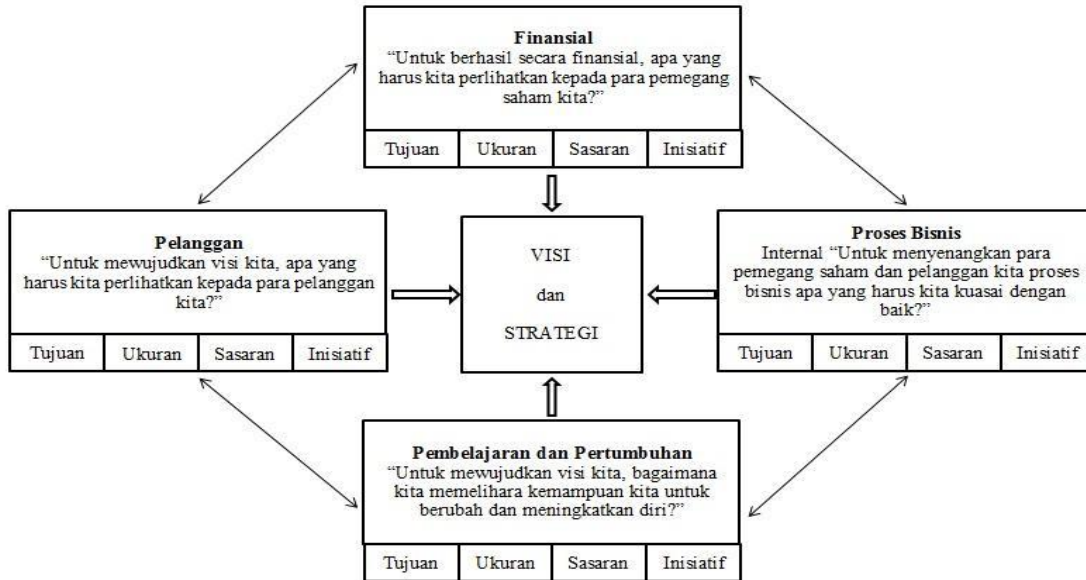 Finansial
“Untuk berhasil secara finansial, apa yang
harus kita perlihatkan kepada para pemegang
saham kita?”
Tujuan Ukuran Sasaran Inisiatif
Pelanggan
“Untuk mewujudkan visi kita, apa yang
harus kita perlihatkan kepada para pelanggan
kita?”
Tujuan Ukuran Sasaran Inisiatif
VISI
dan
STRATEGI
Proses Bisnis
Internal “Untuk menyenangkan para
pemegang saham dan pelanggan kita proses
bisnis apa yang harus kita kuasai dengan
baik?”
Tujuan Ukuran Sasaran Inisiatif
Pembelajaran dan Pertumbuhan
“Untuk mewujudkan visi kita, bagaimana
kita memelihara kemampuan kita untuk
berubah dan meningkatkan diri?”
Tujuan Ukuran Sasaran Inisiatif